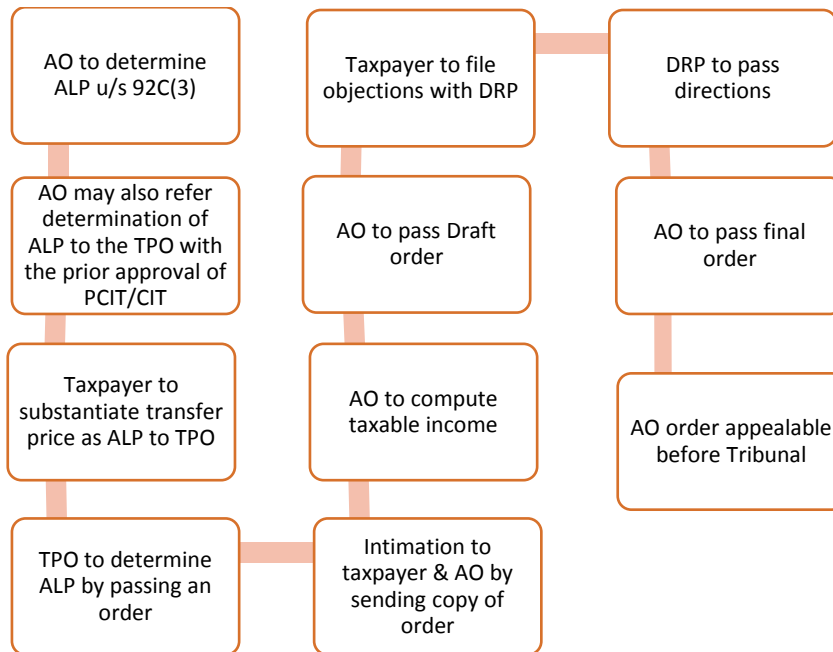 AO to determine
ALP u/s 92C(3)
AO may also refer
determination of
ALP to the TPO with
the prior approval of
PCIT/CIT
Taxpayer to
substantiate transfer
price as ALP to TPO
TPO to determine
ALP by passing an
order
Intimation to
taxpayer & AO by
sending copy of
order
AO to compute
taxable income
AO to pass Draft
order
Taxpayer to file
objections with DRP
DRP to pass
directions
AO to pass final
order
AO order appealable
before Tribunal